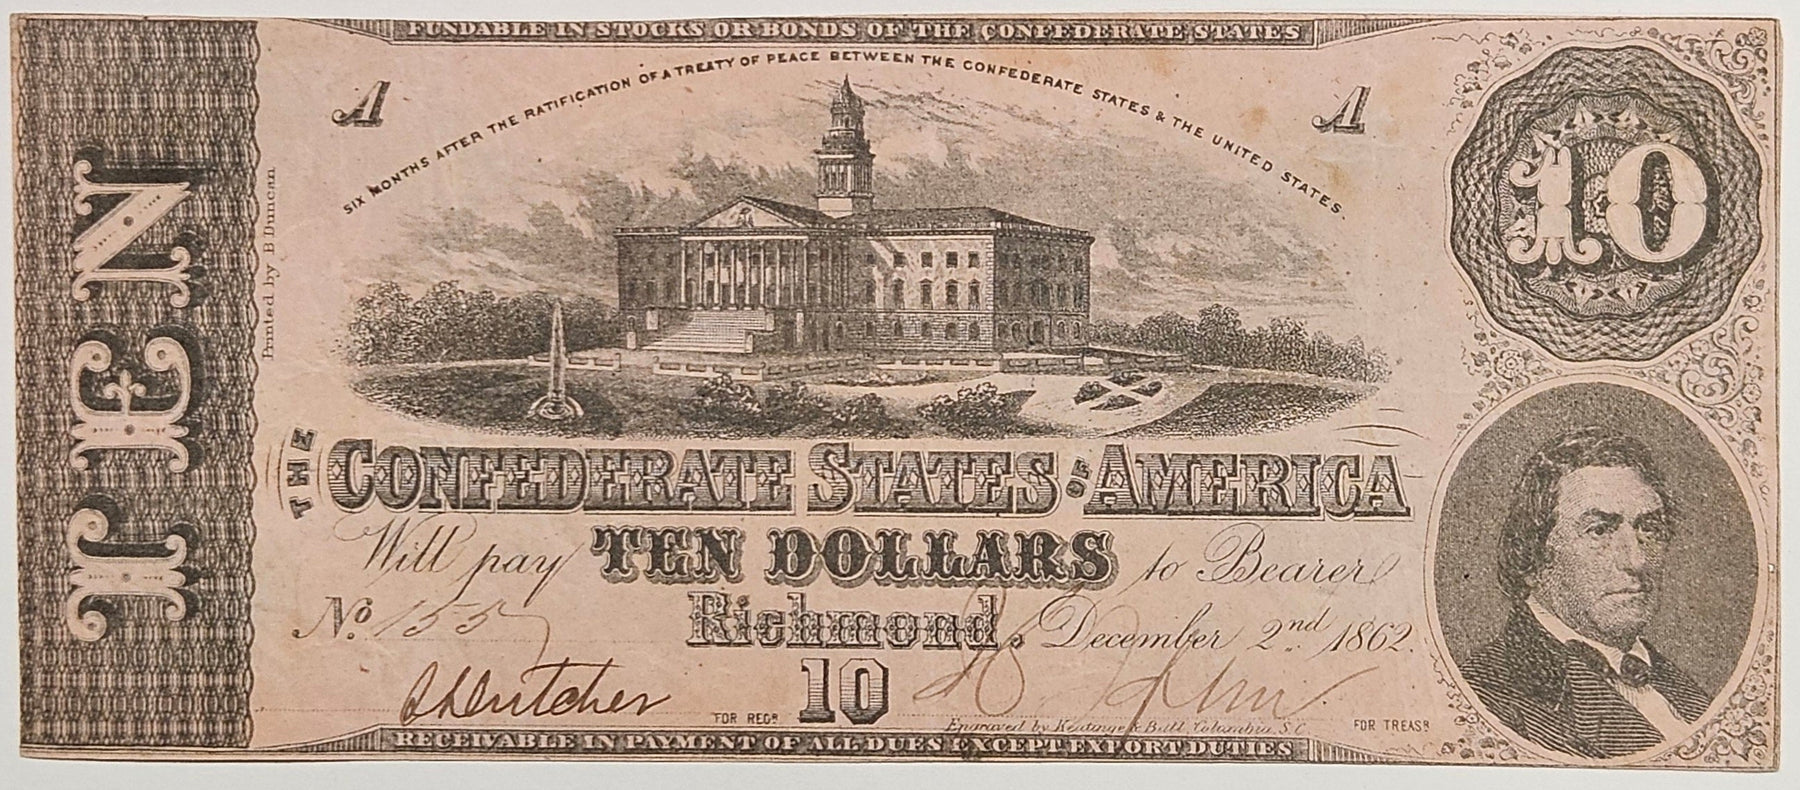 FUNDABLE IN STOCKS OR BONDS OF THE CONFEDERATE STATES
A
SIX MONTHS AFTER THE RATIFICATION OF A TREATY OF PEACE BETWEEN THE CONFEDERATE STATES & THE UNITED STATES.
A
10
TEN
Printed by B Duncan
THE CONFEDERATE STATES OF AMERICA
Will pay TEN DOLLARS to Bearer
No. 1557 Richmond. December 2nd 1862.
FOR REGR 10
Engraved by Keatinge & Ball, Columbia, S.C. FOR TREASR
RECEIVABLE IN PAYMENT OF ALL DUES EXCEPT EXPORT DUTIES